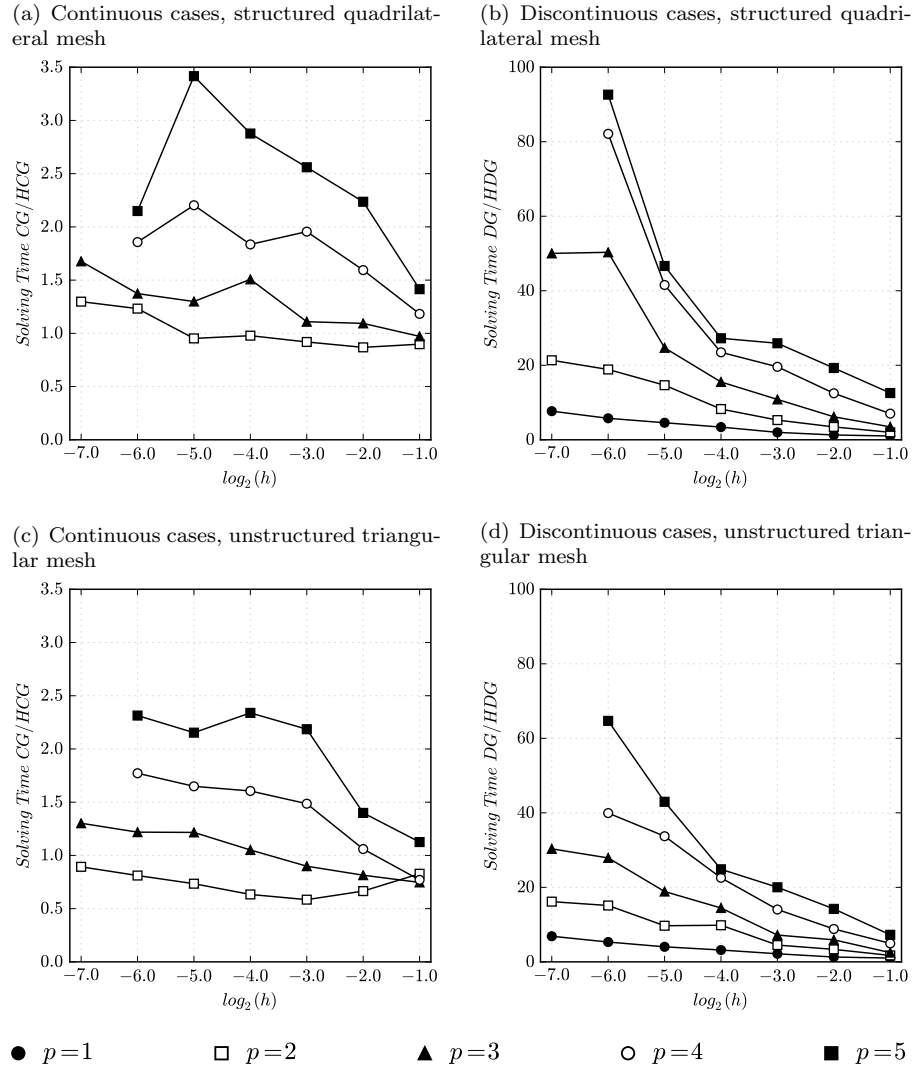 (a) Continuous cases, structured quadrilat-
eral mesh
3.5
3.0
2.5
2.0
1.5
1.0
0.5
0.0
Solving Time CG/HCG
−7.0 −6.0 −5.0 −4.0 −3.0 −2.0 −1.0
log₂(h)
(b) Discontinuous cases, structured quadri-
lateral mesh
100
80
60
40
20
0
Solving Time DG/HDG
−7.0 −6.0 −5.0 −4.0 −3.0 −2.0 −1.0
log₂(h)
(c) Continuous cases, unstructured triangu-
lar mesh
3.5
3.0
2.5
2.0
1.5
1.0
0.5
0.0
Solving Time CG/HCG
−7.0 −6.0 −5.0 −4.0 −3.0 −2.0 −1.0
log₂(h)
(d) Discontinuous cases, unstructured trian-
gular mesh
100
80
60
40
20
0
Solving Time DG/HDG
−7.0 −6.0 −5.0 −4.0 −3.0 −2.0 −1.0
log₂(h)
p=1 p=2 p=3 p=4 p=5